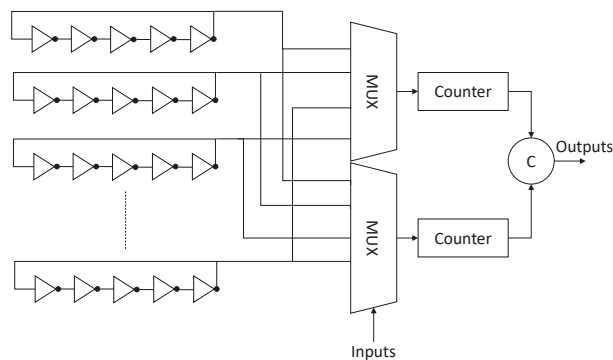 MUX
Counter
C
Outputs
MUX
Counter
Inputs